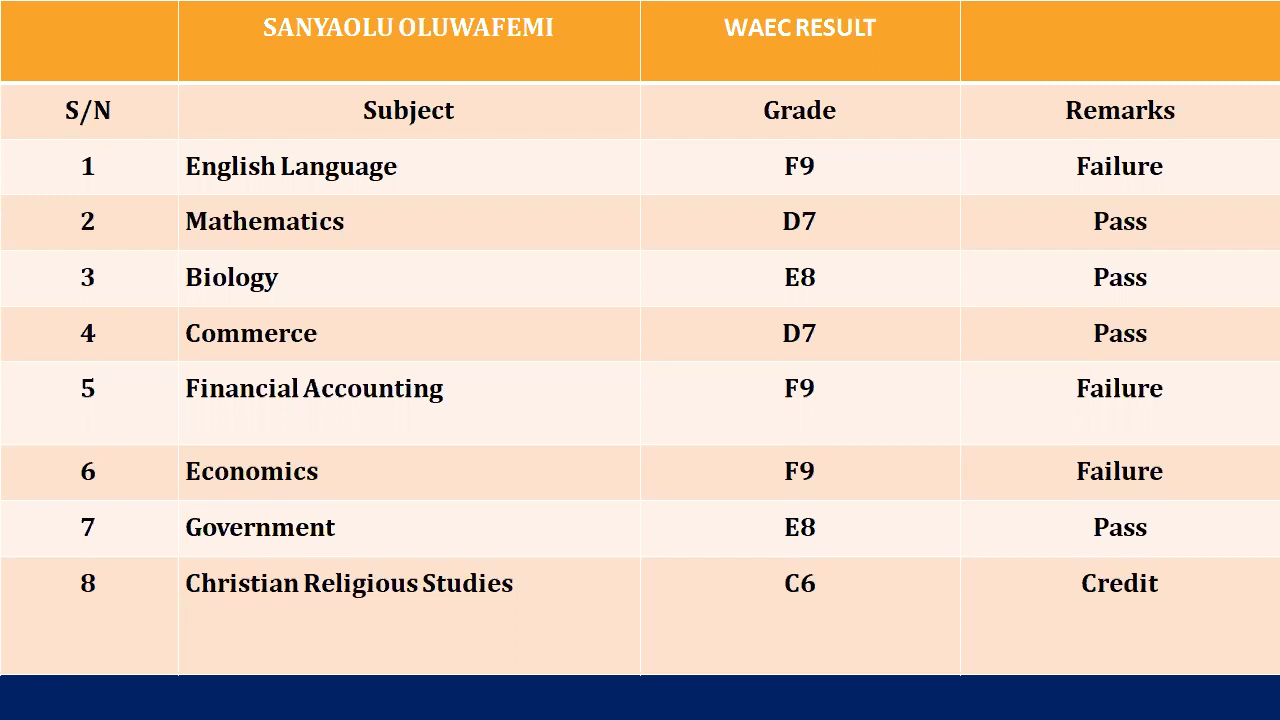 SANYAOLU OLUWAFEMI WAEC RESULT
S/N Subject Grade Remarks
1 English Language F9 Failure
2 Mathematics D7 Pass
3 Biology E8 Pass
4 Commerce D7 Pass
5 Financial Accounting F9 Failure
6 Economics F9 Failure
7 Government E8 Pass
8 Christian Religious Studies C6 Credit